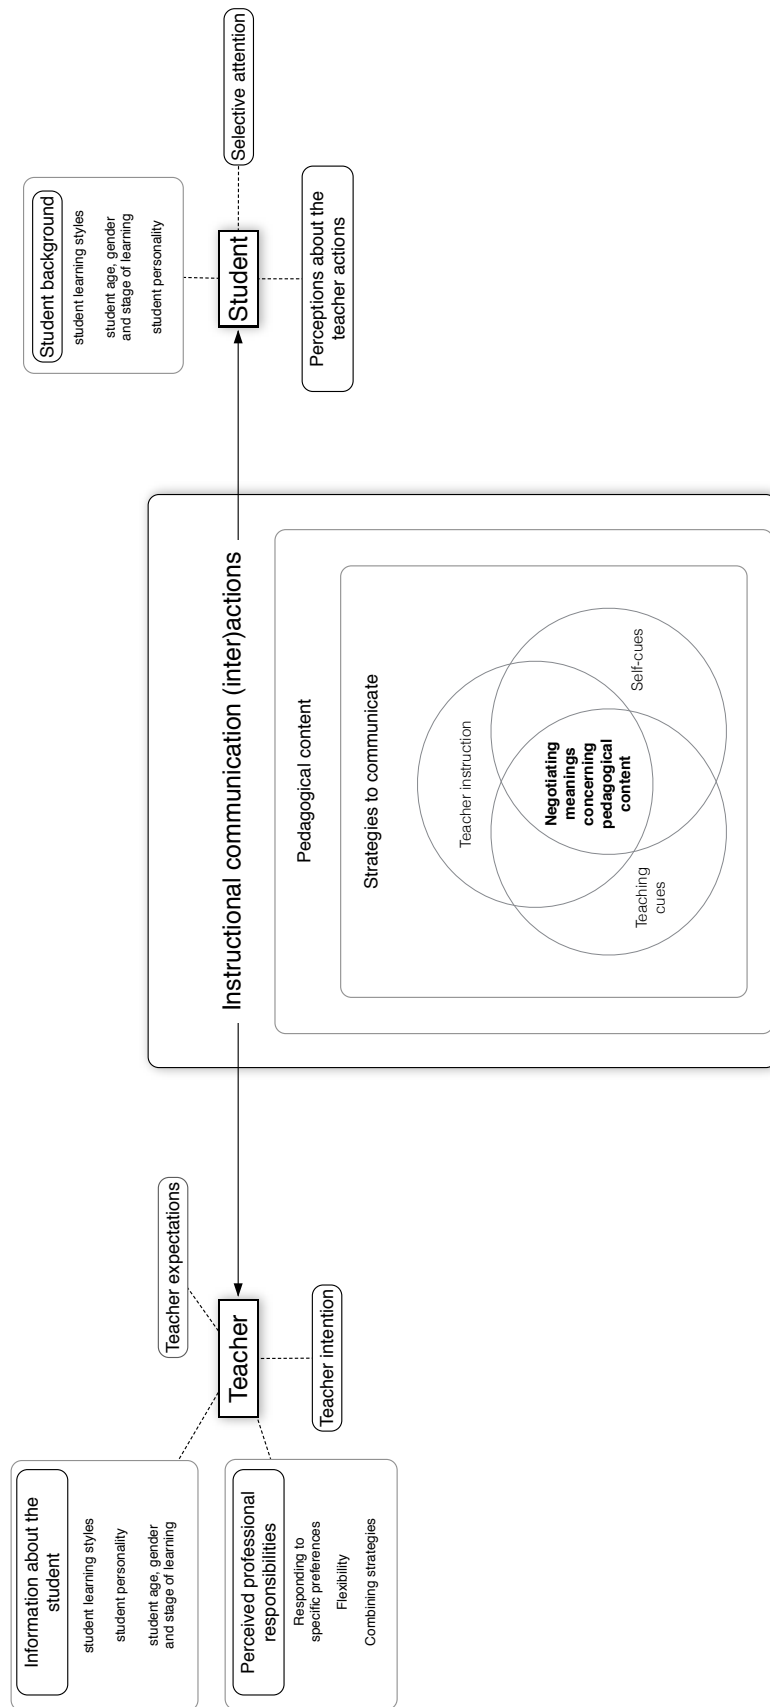 Information about the
student
student learning styles
student personality
student age, gender
and stage of learning
Perceived professional
responsibilities
Responding to
specific preferences
Flexibility
Combining strategies
Teacher expectations
Teacher
Teacher intention
Instructional communication (inter)actions
Pedagogical content
Strategies to communicate
Teacher instruction
Teaching
cues
Negotiating
meanings
concerning
pedagogical
content
Self-cues
Student background
student learning styles
student age, gender
and stage of learning
student personality
Student
Selective attention
Perceptions about the
teacher actions